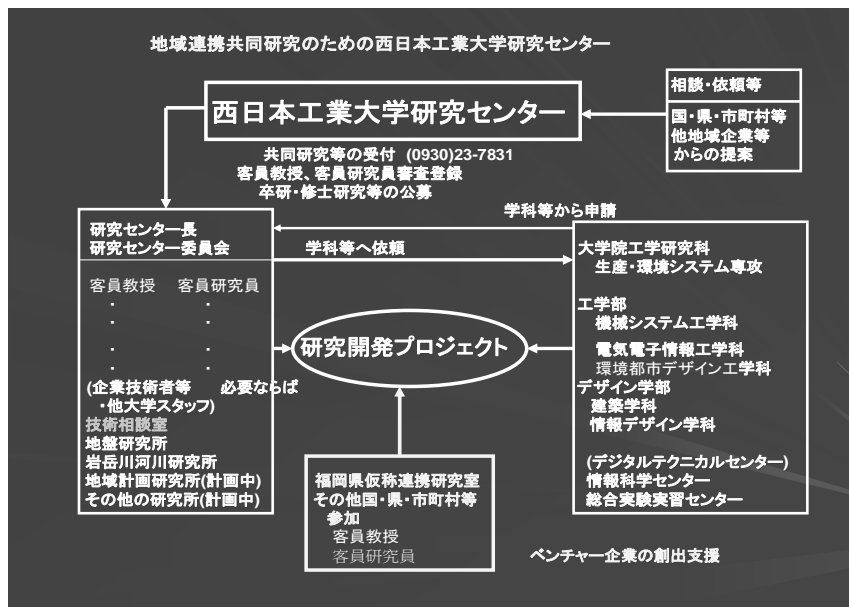 地域連携共同研究のための西日本工業大学研究センター
西日本工業大学研究センター
相談・依頼等
国・県・市町村等
他地域企業等
からの提案
共同研究等の受付 (0930)23-7831
客員教授、客員研究員審査登録
卒研・修士研究等の公募
学科等から申請
学科等へ依頼
研究センター長
研究センター委員会
客員教授 客員研究員
・ ・
・ ・
・ ・
・ ・
(企業技術者等 必要ならば
・他大学スタッフ)
技術相談室
地盤研究所
岩岳川河川研究所
地域計画研究所(計画中)
その他の研究所(計画中)
研究開発プロジェクト
大学院工学研究科
生産・環境システム専攻
工学部
機械システム工学科
電気電子情報工学科
環境都市デザイン工学科
デザイン学部
建築学科
情報デザイン学科
(デジタルテクニカルセンター)
情報科学センター
総合実験実習センター
福岡県仮称連携研究室
その他国・県・市町村等
参加
客員教授
客員研究員
ベンチャー企業の創出支援